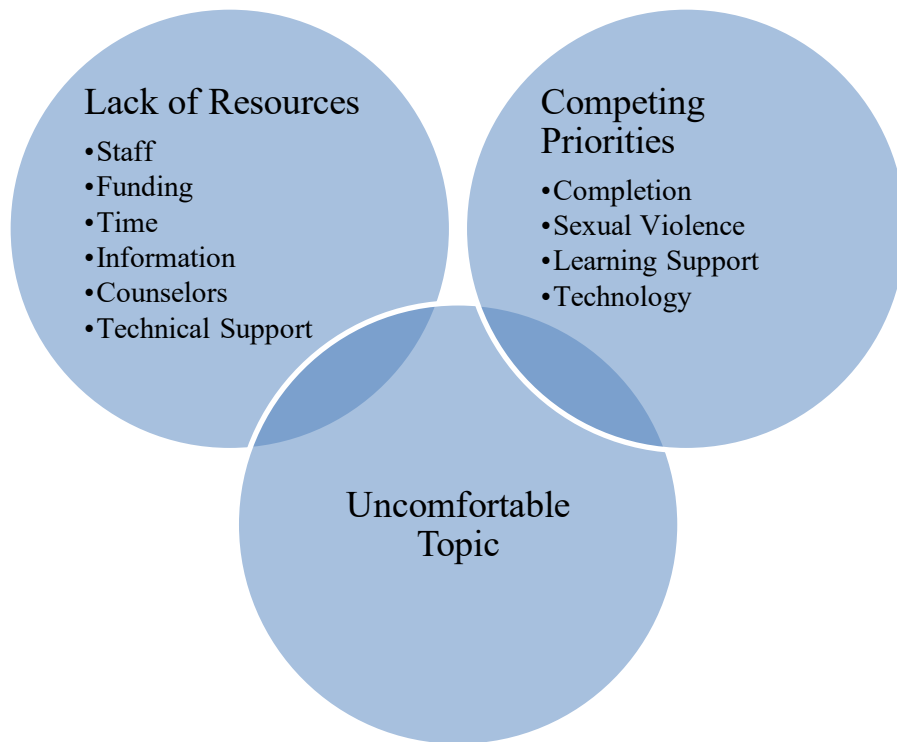 Lack of Resources
•Staff
•Funding
•Time
•Information
•Counselors
•Technical Support
Competing
Priorities
•Completion
•Sexual Violence
•Learning Support
•Technology
Uncomfortable
Topic